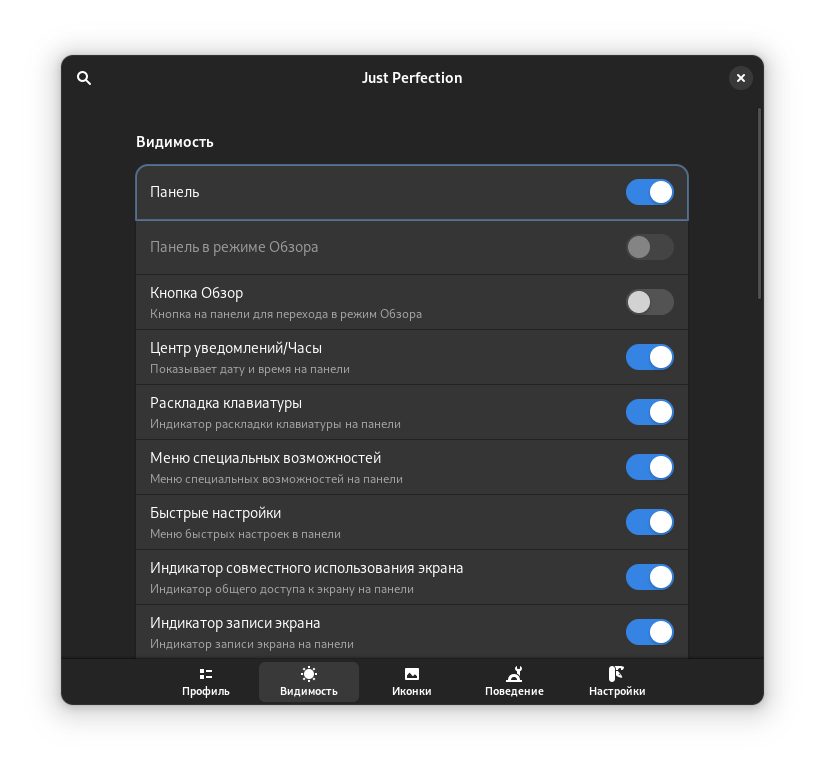 Just Perfection
Видимость
Панель
Панель в режиме Обзора
Кнопка Обзор
Кнопка на панели для перехода в режим Обзора
Центр уведомлений/Часы
Показывает дату и время на панели
Раскладка клавиатуры
Индикатор раскладки клавиатуры на панели
Меню специальных возможностей
Меню специальных возможностей на панели
Быстрые настройки
Меню быстрых настроек в панели
Индикатор совместного использования экрана
Индикатор общего доступа к экрану на панели
Индикатор записи экрана
Индикатор записи экрана на панели
Профиль Видимость Иконки Поведение Настройки